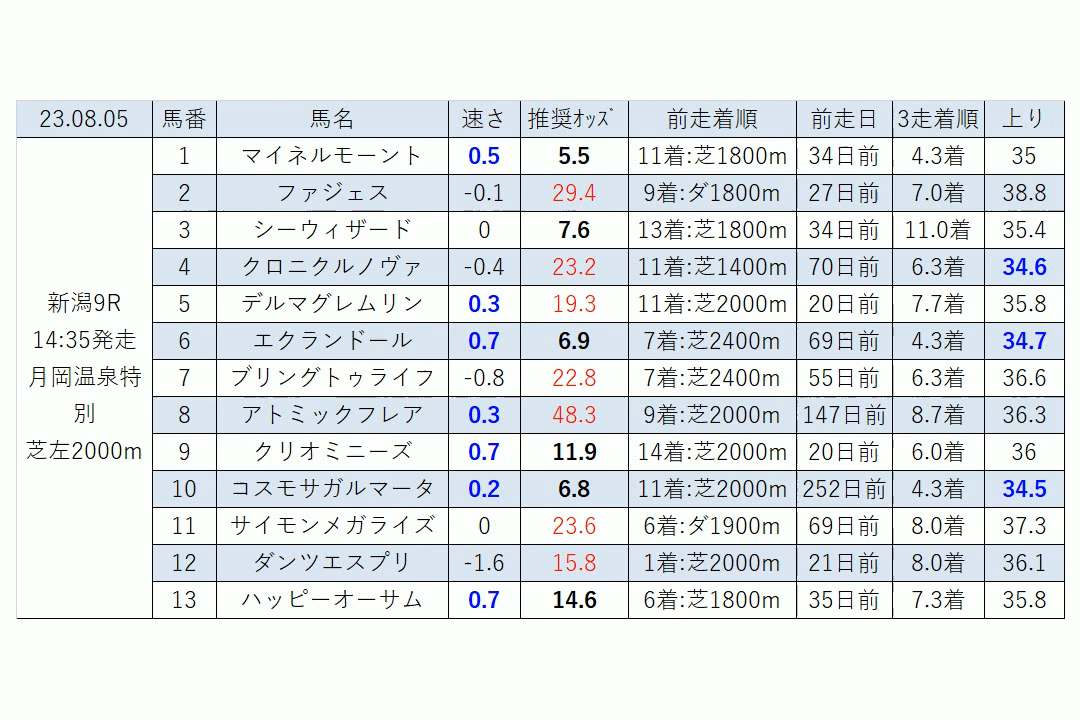 23.08.05 馬番 馬名 速さ 推奨ｵｯｽﾞ 前走着順 前走日 3走着順 上り
新潟9R
14:35発走
月岡温泉特
別
芝左2000m
1 マイネルモーント 0.5 5.5 11着:芝1800m 34日前 4.3着 35
2 ファジェス -0.1 29.4 9着:ダ1800m 27日前 7.0着 38.8
3 シーウィザード 0 7.6 13着:芝1800m 34日前 11.0着 35.4
4 クロニクルノヴァ -0.4 23.2 11着:芝1400m 70日前 6.3着 34.6
5 デルマグレムリン 0.3 19.3 11着:芝2000m 20日前 7.7着 35.8
6 エクランドール 0.7 6.9 7着:芝2400m 69日前 4.3着 34.7
7 ブリングトゥライフ -0.8 22.8 7着:芝2400m 55日前 6.3着 36.6
8 アトミックフレア 0.3 48.3 9着:芝2000m 147日前 8.7着 36.3
9 クリオミニーズ 0.7 11.9 14着:芝2000m 20日前 6.0着 36
10 コスモサガルマータ 0.2 6.8 11着:芝2000m 252日前 4.3着 34.5
11 サイモンメガライズ 0 23.6 6着:ダ1900m 69日前 8.0着 37.3
12 ダンツエスプリ -1.6 15.8 1着:芝2000m 21日前 8.0着 36.1
13 ハッピーオーサム 0.7 14.6 6着:芝1800m 35日前 7.3着 35.8